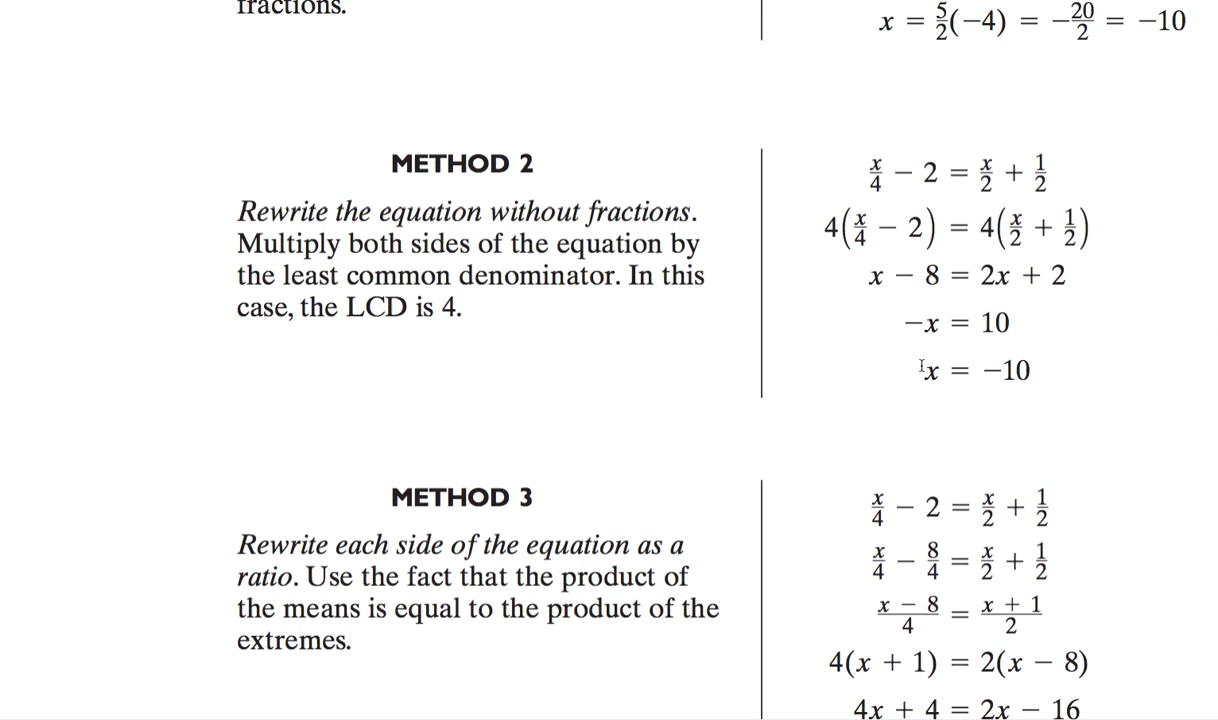 fractions.
x = 5/2(−4) = −20/2 = −10
METHOD 2
Rewrite the equation without fractions.
Multiply both sides of the equation by
the least common denominator. In this
case, the LCD is 4.
x/4 − 2 = x/2 + 1/2
4(x/4 − 2) = 4(x/2 + 1/2)
x − 8 = 2x + 2
−x = 10
x = −10
METHOD 3
Rewrite each side of the equation as a
ratio. Use the fact that the product of
the means is equal to the product of the
extremes.
x/4 − 2 = x/2 + 1/2
x/4 − 8/4 = x/2 + 1/2
(x − 8)/4 = (x + 1)/2
4(x + 1) = 2(x − 8)
4x + 4 = 2x − 16